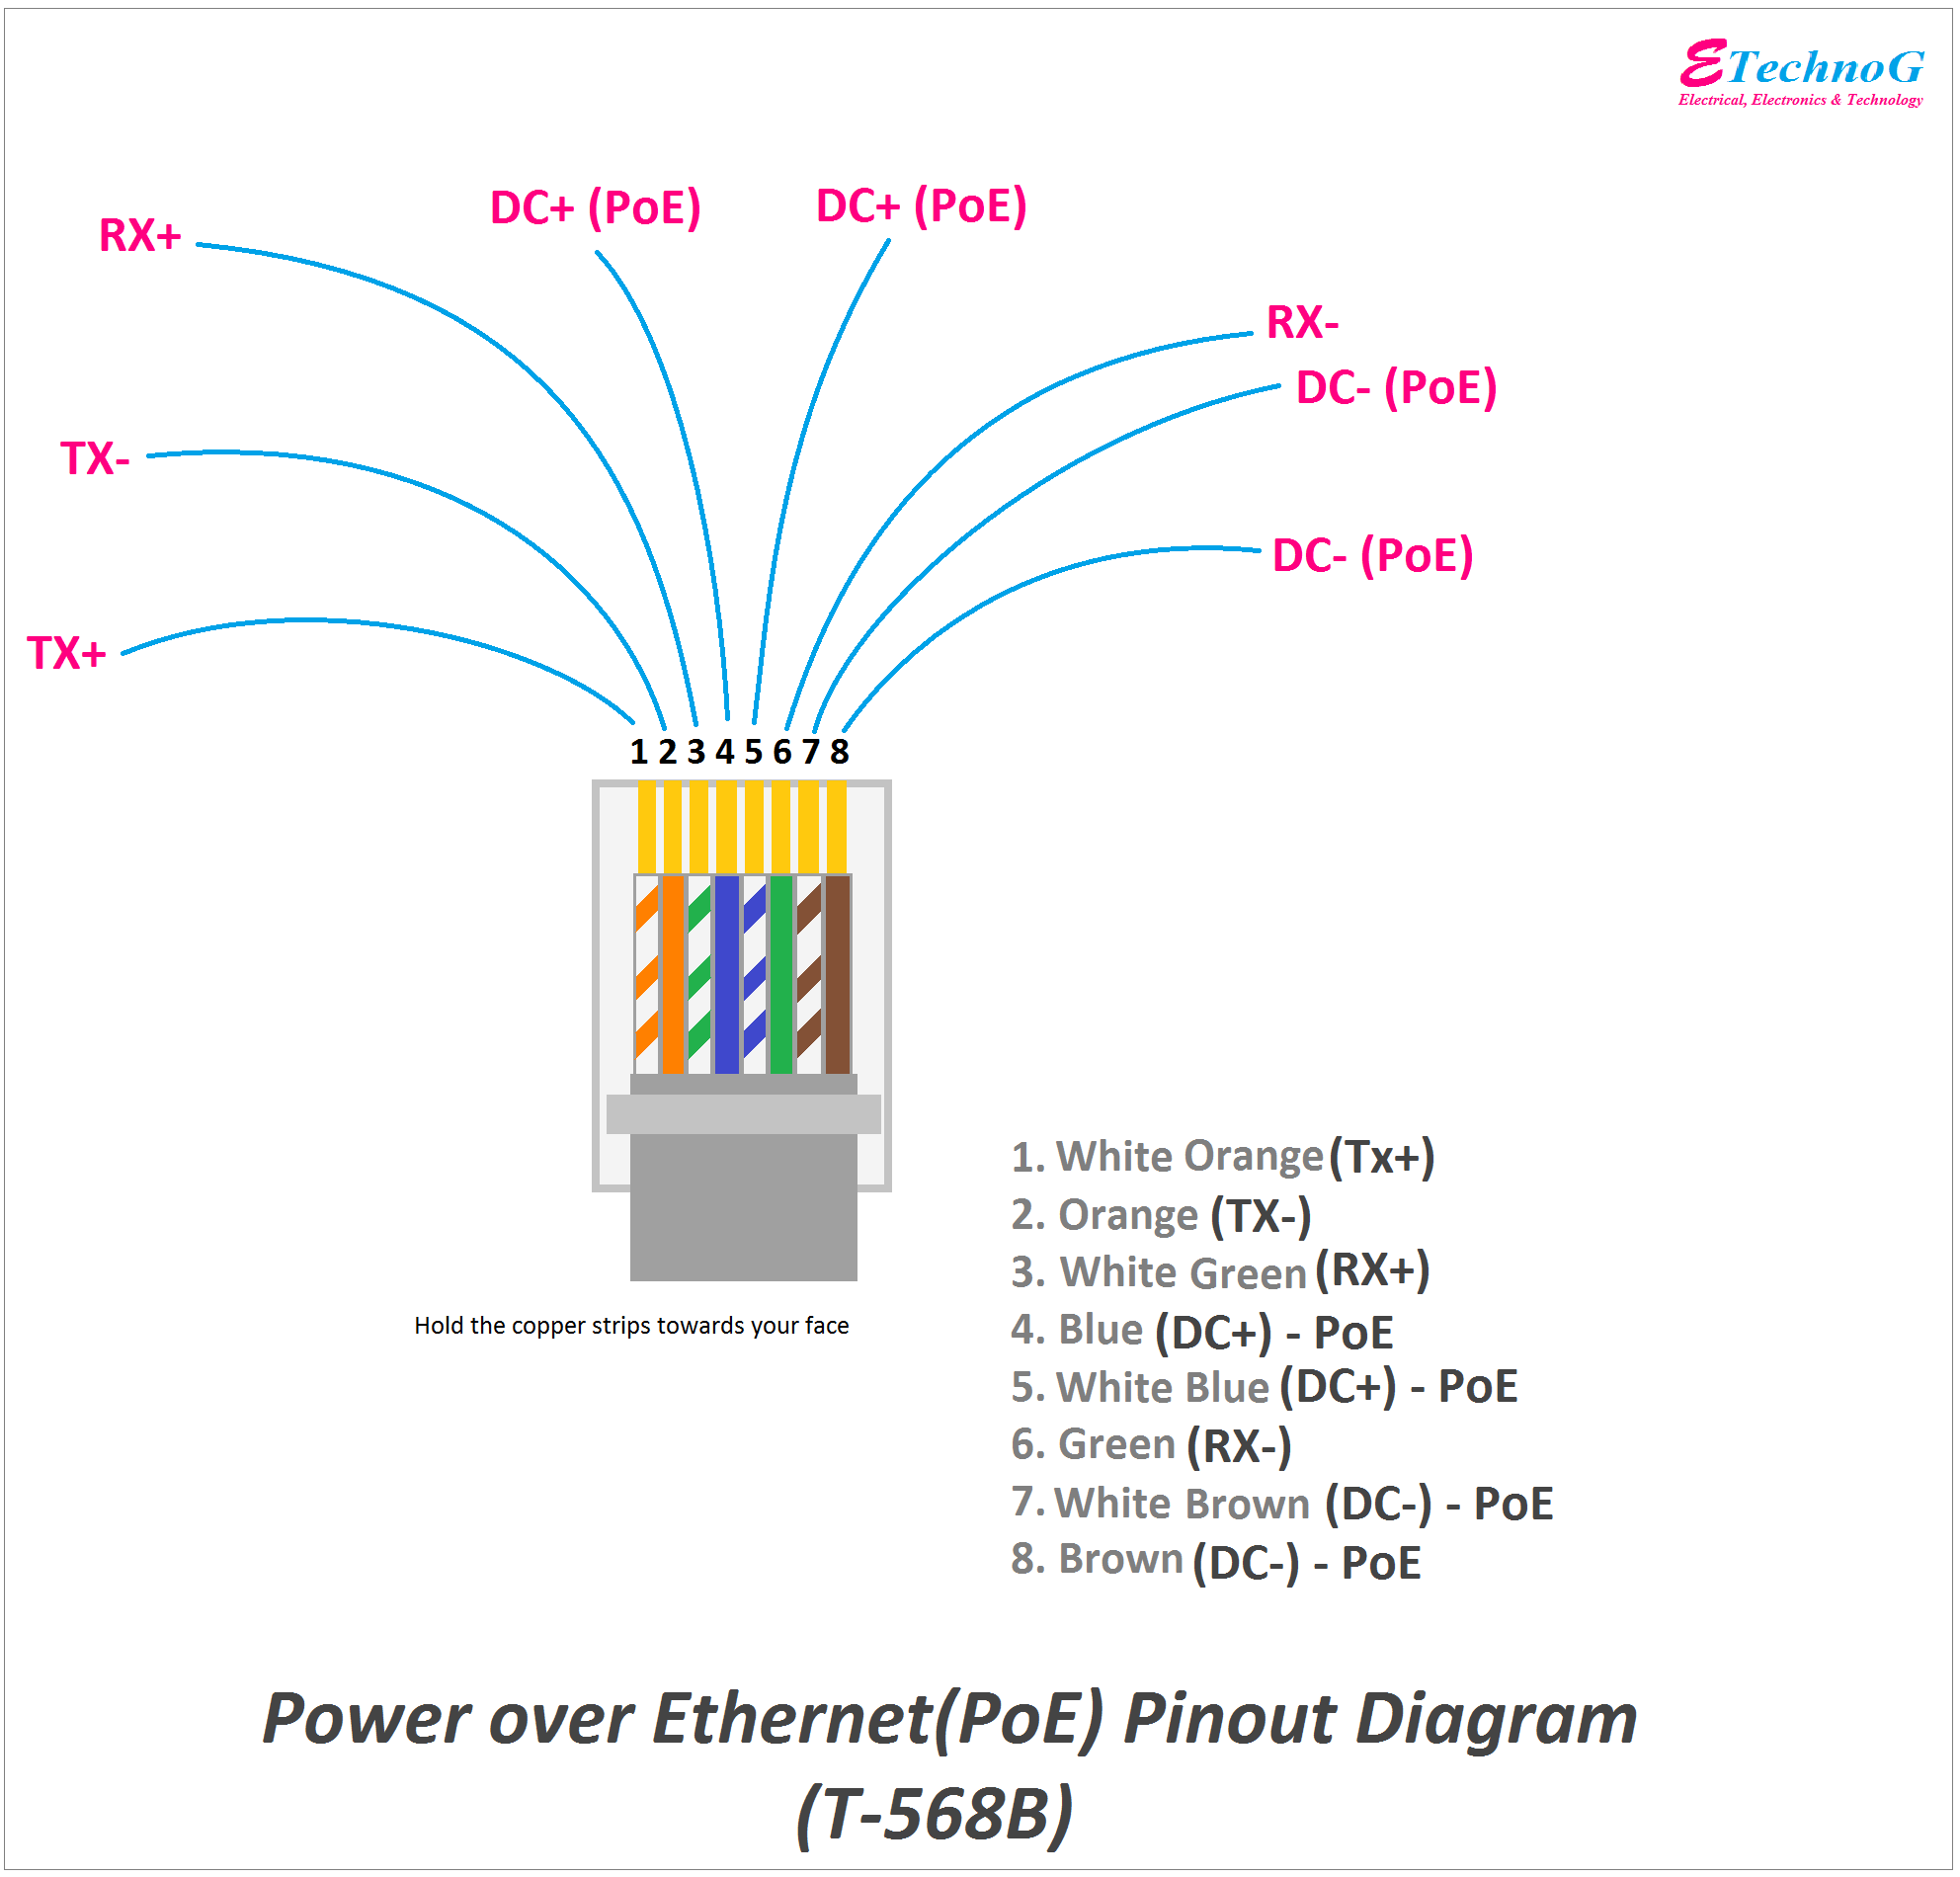 ETechnoG
Electrical, Electronics & Technology
DC+ (PoE)
DC+ (PoE)
RX+
RX-
DC- (PoE)
TX-
DC- (PoE)
TX+
1 2 3 4 5 6 7 8
1. White Orange (Tx+)
2. Orange (TX-)
3. White Green (RX+)
4. Blue (DC+) - PoE
5. White Blue (DC+) - PoE
6. Green (RX-)
7. White Brown (DC-) - PoE
8. Brown (DC-) - PoE
Hold the copper strips towards your face
Power over Ethernet(PoE) Pinout Diagram
(T-568B)